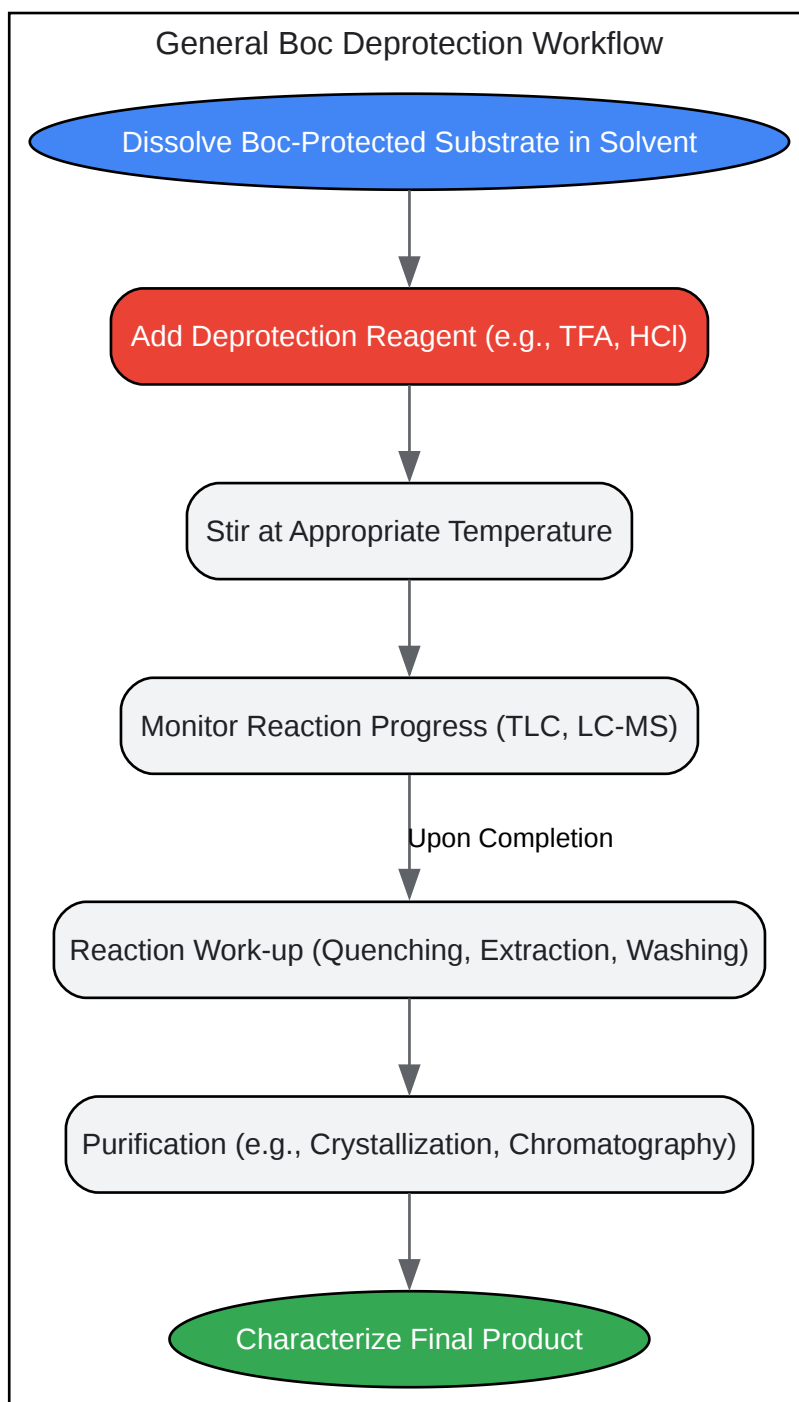 General Boc Deprotection Workflow
Dissolve Boc-Protected Substrate in Solvent
Add Deprotection Reagent (e.g., TFA, HCl)
Stir at Appropriate Temperature
Monitor Reaction Progress (TLC, LC-MS)
Upon Completion
Reaction Work-up (Quenching, Extraction, Washing)
Purification (e.g., Crystallization, Chromatography)
Characterize Final Product